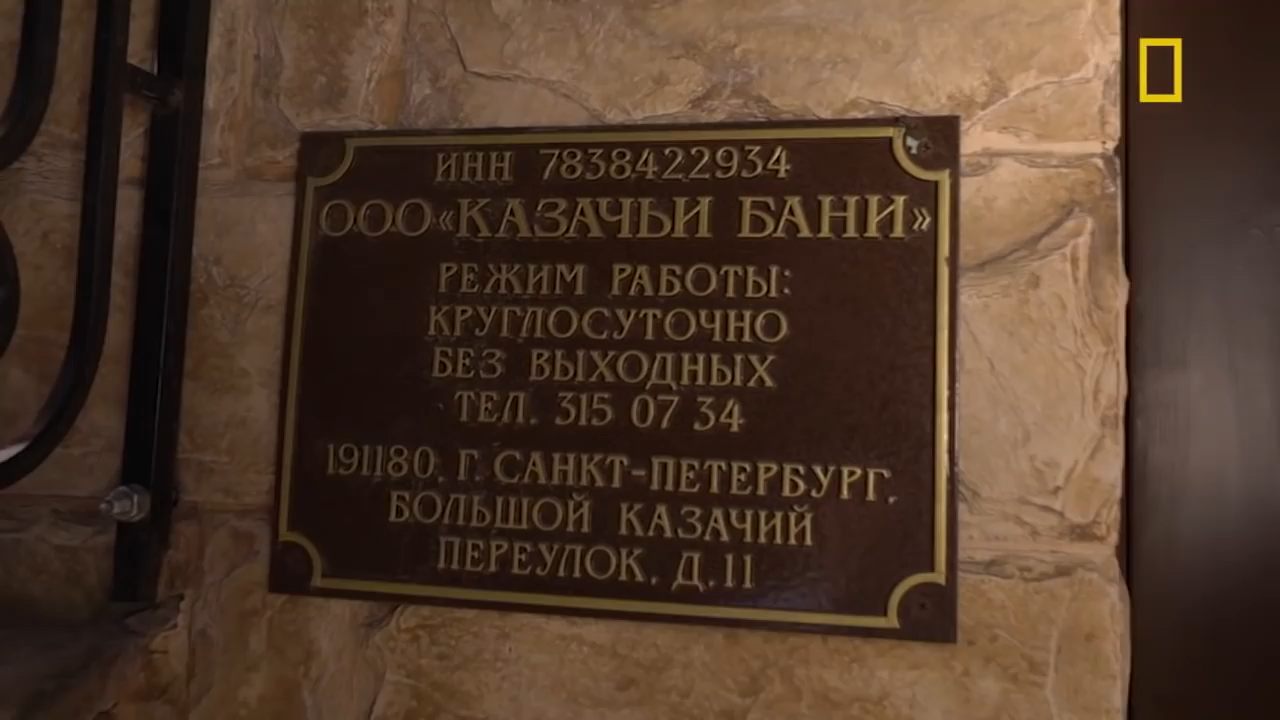 ИНН 7838422934
ООО «КАЗАЧЬИ БАНИ»
РЕЖИМ РАБОТЫ:
КРУГЛОСУТОЧНО
БЕЗ ВЫХОДНЫХ
ТЕЛ. 315 07 34
191180. Г. САНКТ-ПЕТЕРБУРГ.
БОЛЬШОЙ КАЗАЧИЙ
ПЕРЕУЛОК. Д.11